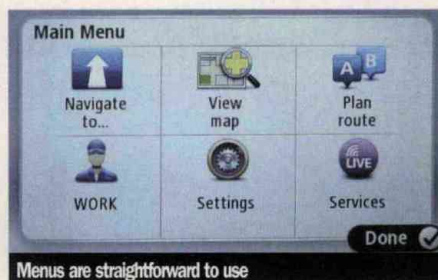 Main Menu
A B
Navigate
to...
View
map
Plan
route
LIVE
WORK
Settings
Services
Done
Menus are straightforward to use